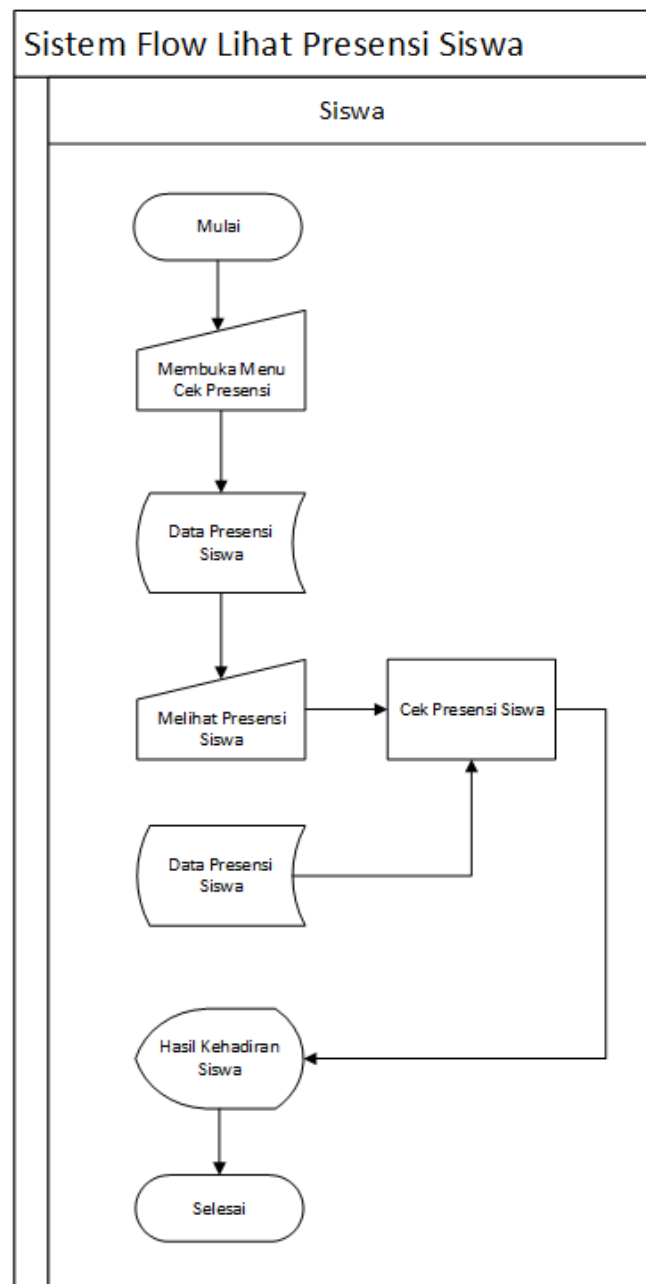 Sistem Flow Lihat Presensi Siswa
Siswa
Mulai
Membuka Menu
Cek Presensi
Data Presensi
Siswa
Melihat Presensi
Siswa
Cek Presensi Siswa
Data Presensi
Siswa
Hasil Kehadiran
Siswa
Selesai